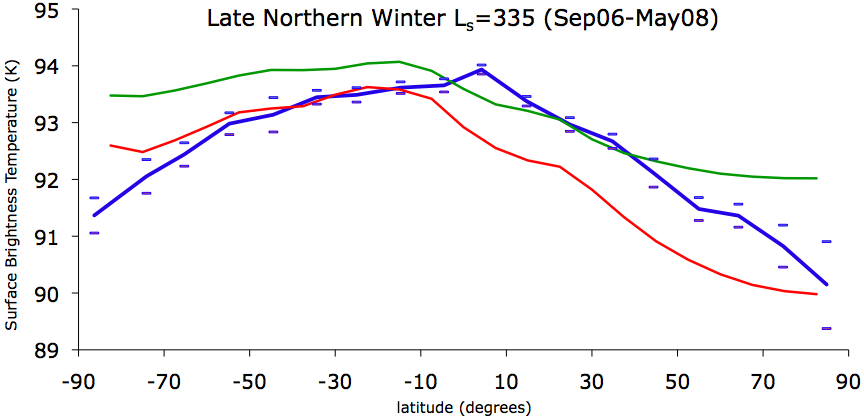 Late Northern Winter Ls=335 (Sep06-May08)
Surface Brightness Temperature (K)
95
94
93
92
91
90
89
-90 -70 -50 -30 -10 10 30 50 70 90
latitude (degrees)